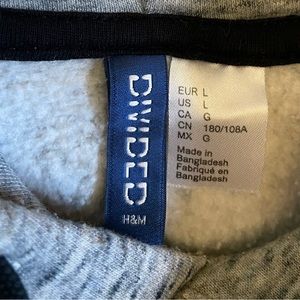 DIVIDED
H&M
EUR L
US L
CA G
CN 180/108A
MX G
Made in
Bangladesh
Fabriqué en
Bangladesh